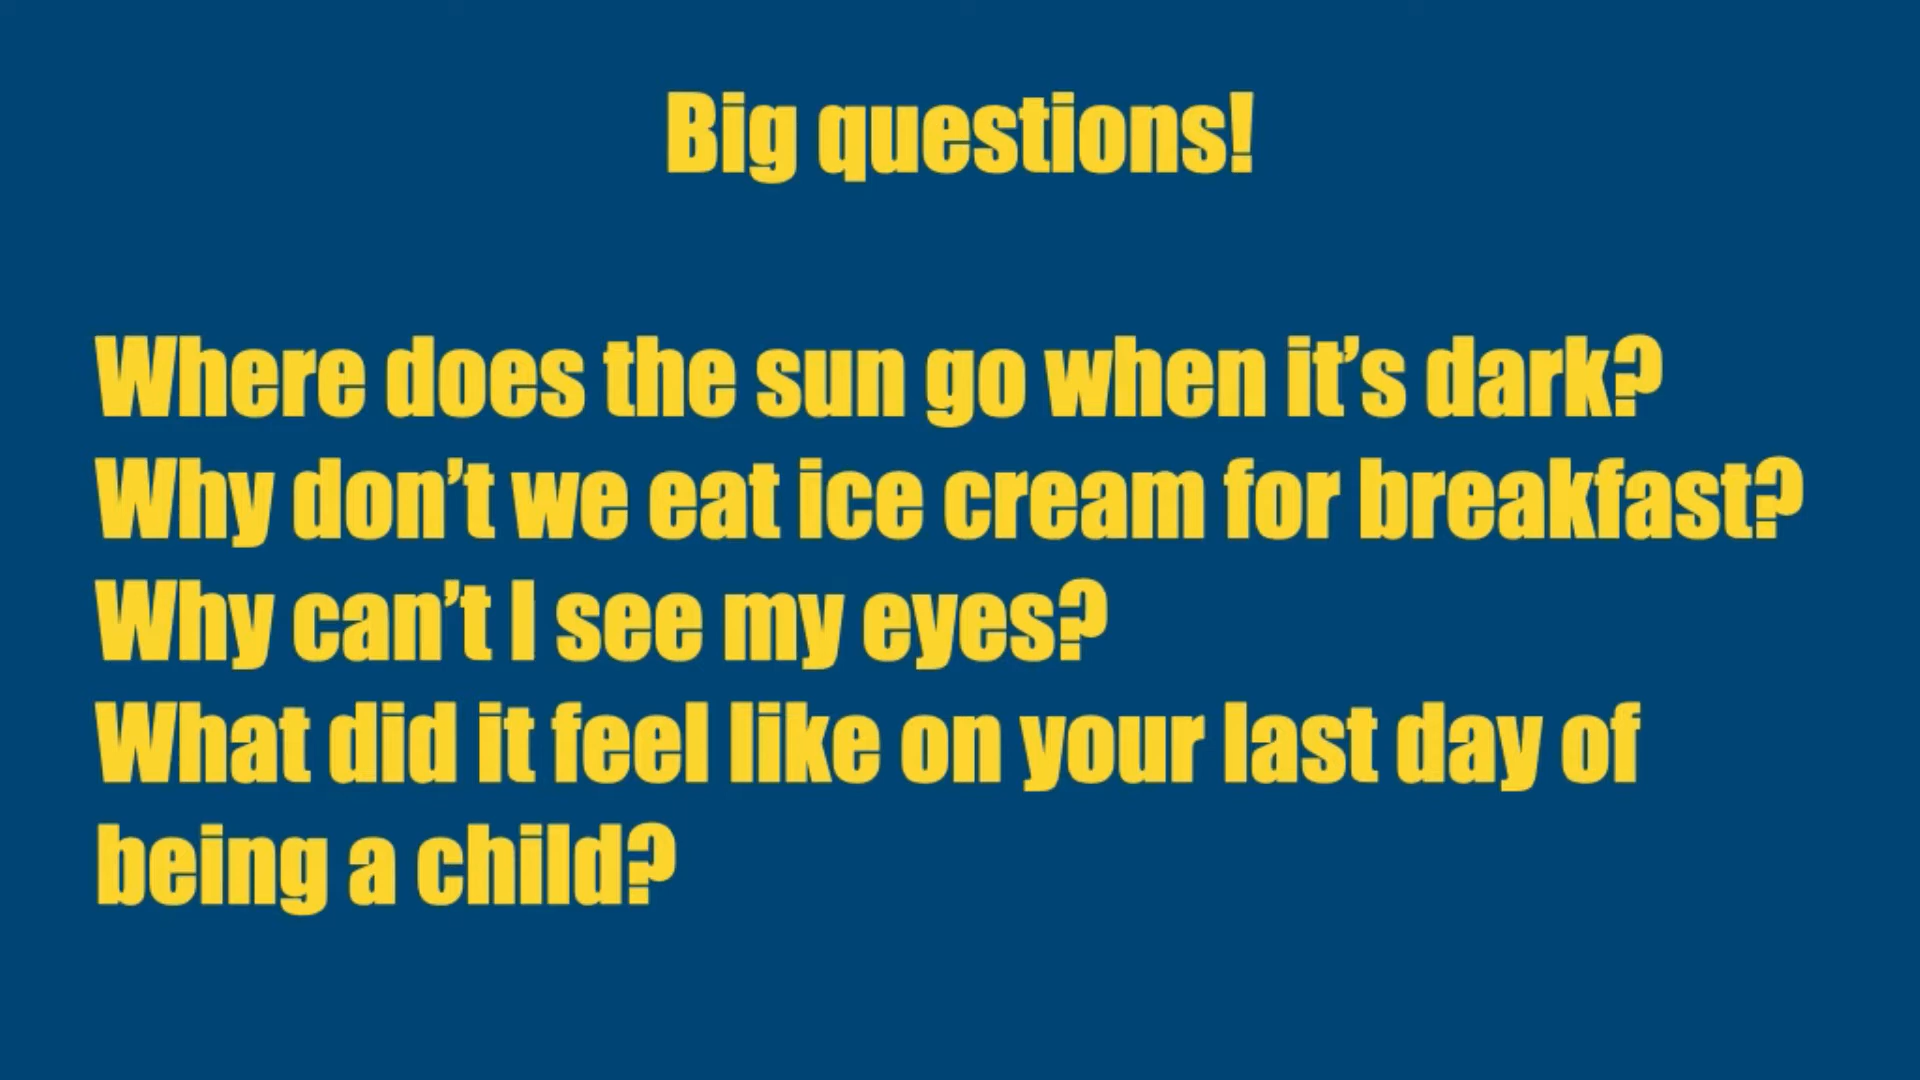 Big questions!
Where does the sun go when it’s dark?
Why don’t we eat ice cream for breakfast?
Why can’t I see my eyes?
What did it feel like on your last day of
being a child?